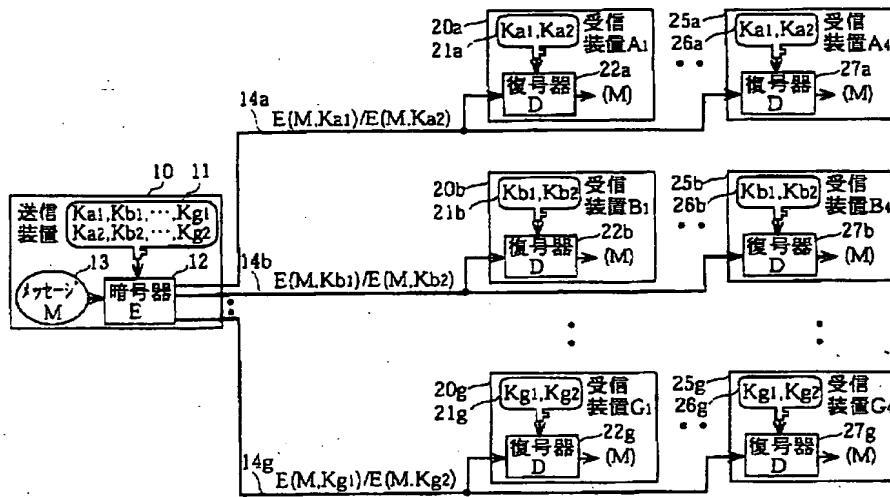 20a
Ka1,Ka2
受信
装置A1
21a
22a
復号器
D
(M)
25a
Ka1,Ka2
受信
装置A4
26a
27a
復号器
D
(M)
14a
E(M,Ka1)/E(M,Ka2)
10
11
送信
装置
Ka1,Kb1,…,Kg1
Ka2,Kb2,…,Kg2
13
メッセージ
M
12
暗号器
E
20b
Kb1,Kb2
受信
装置B1
21b
22b
復号器
D
(M)
25b
Kb1,Kb2
受信
装置B4
26b
27b
復号器
D
(M)
14b
E(M,Kb1)/E(M,Kb2)
20g
Kg1,Kg2
受信
装置G1
21g
22g
復号器
D
(M)
25g
Kg1,Kg2
受信
装置G4
26g
27g
復号器
D
(M)
14g
E(M,Kg1)/E(M,Kg2)